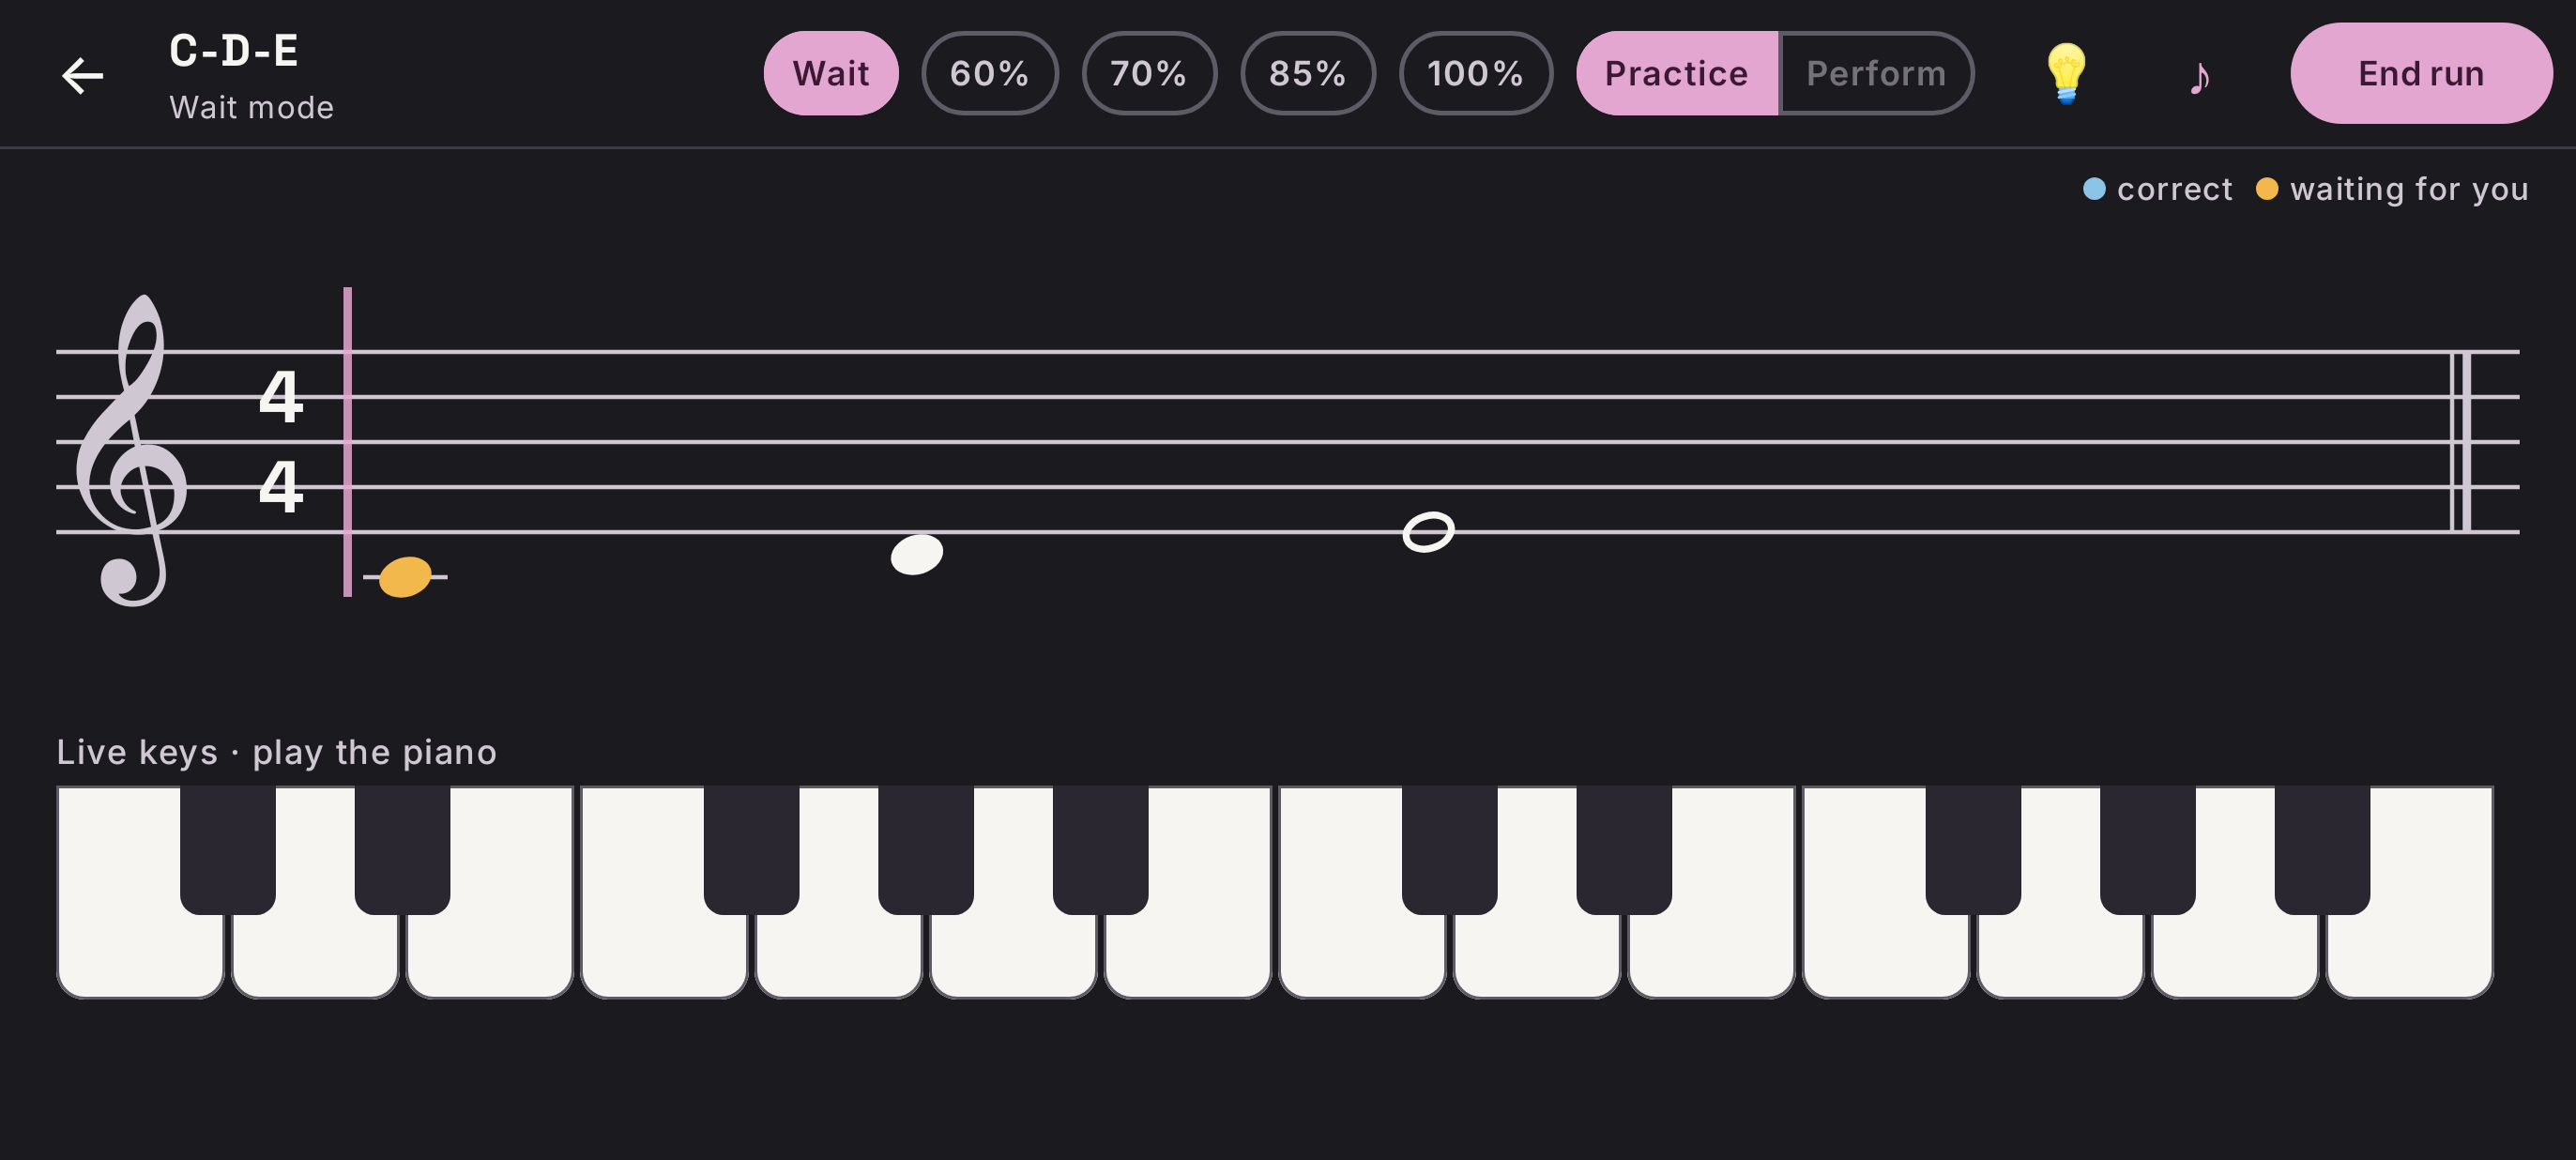 C-D-E
Wait mode
Wait 60% 70% 85% 100% Practice Perform End run
correct waiting for you
4
4
Live keys · play the piano